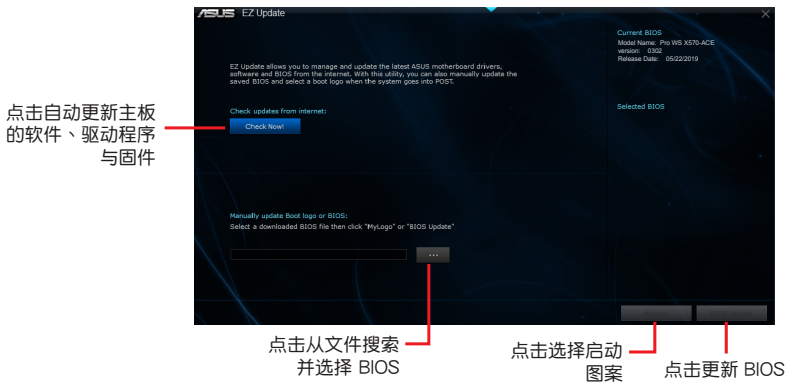 ASUS EZ Update
Current BIOS
Model Name: Pro WS X570-ACE
version: 0302
Release Date: 05/22/2019
EZ Update allows you to manage and update the latest ASUS motherboard drivers,
software and BIOS from the internet. With this utility, you can also manually update the
saved BIOS and select a boot logo when the system goes into POST.
Check updates from internet:
Selected BIOS
Check Now!
点击自动更新主板
的软件、驱动程序
与固件
Manually update Boot logo or BIOS:
Select a downloaded BIOS file then click "MyLogo" or "BIOS Update"
...
点击从文件搜索
并选择 BIOS
点击选择启动
图案
点击更新 BIOS